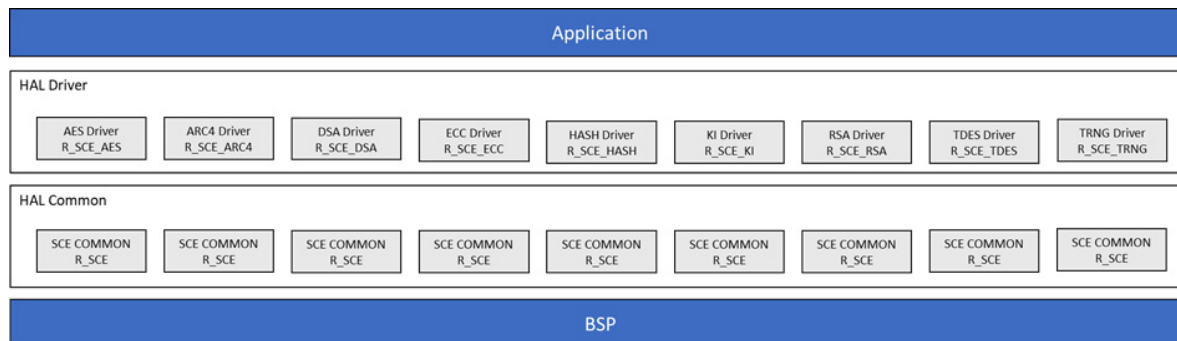 Application
HAL Driver
AES Driver
R_SCE_AES
ARC4 Driver
R_SCE_ARC4
DSA Driver
R_SCE_DSA
ECC Driver
R_SCE_ECC
HASH Driver
R_SCE_HASH
KI Driver
R_SCE_KI
RSA Driver
R_SCE_RSA
TDES Driver
R_SCE_TDES
TRNG Driver
R_SCE_TRNG
HAL Common
SCE COMMON
R_SCE
SCE COMMON
R_SCE
SCE COMMON
R_SCE
SCE COMMON
R_SCE
SCE COMMON
R_SCE
SCE COMMON
R_SCE
SCE COMMON
R_SCE
SCE COMMON
R_SCE
SCE COMMON
R_SCE
BSP